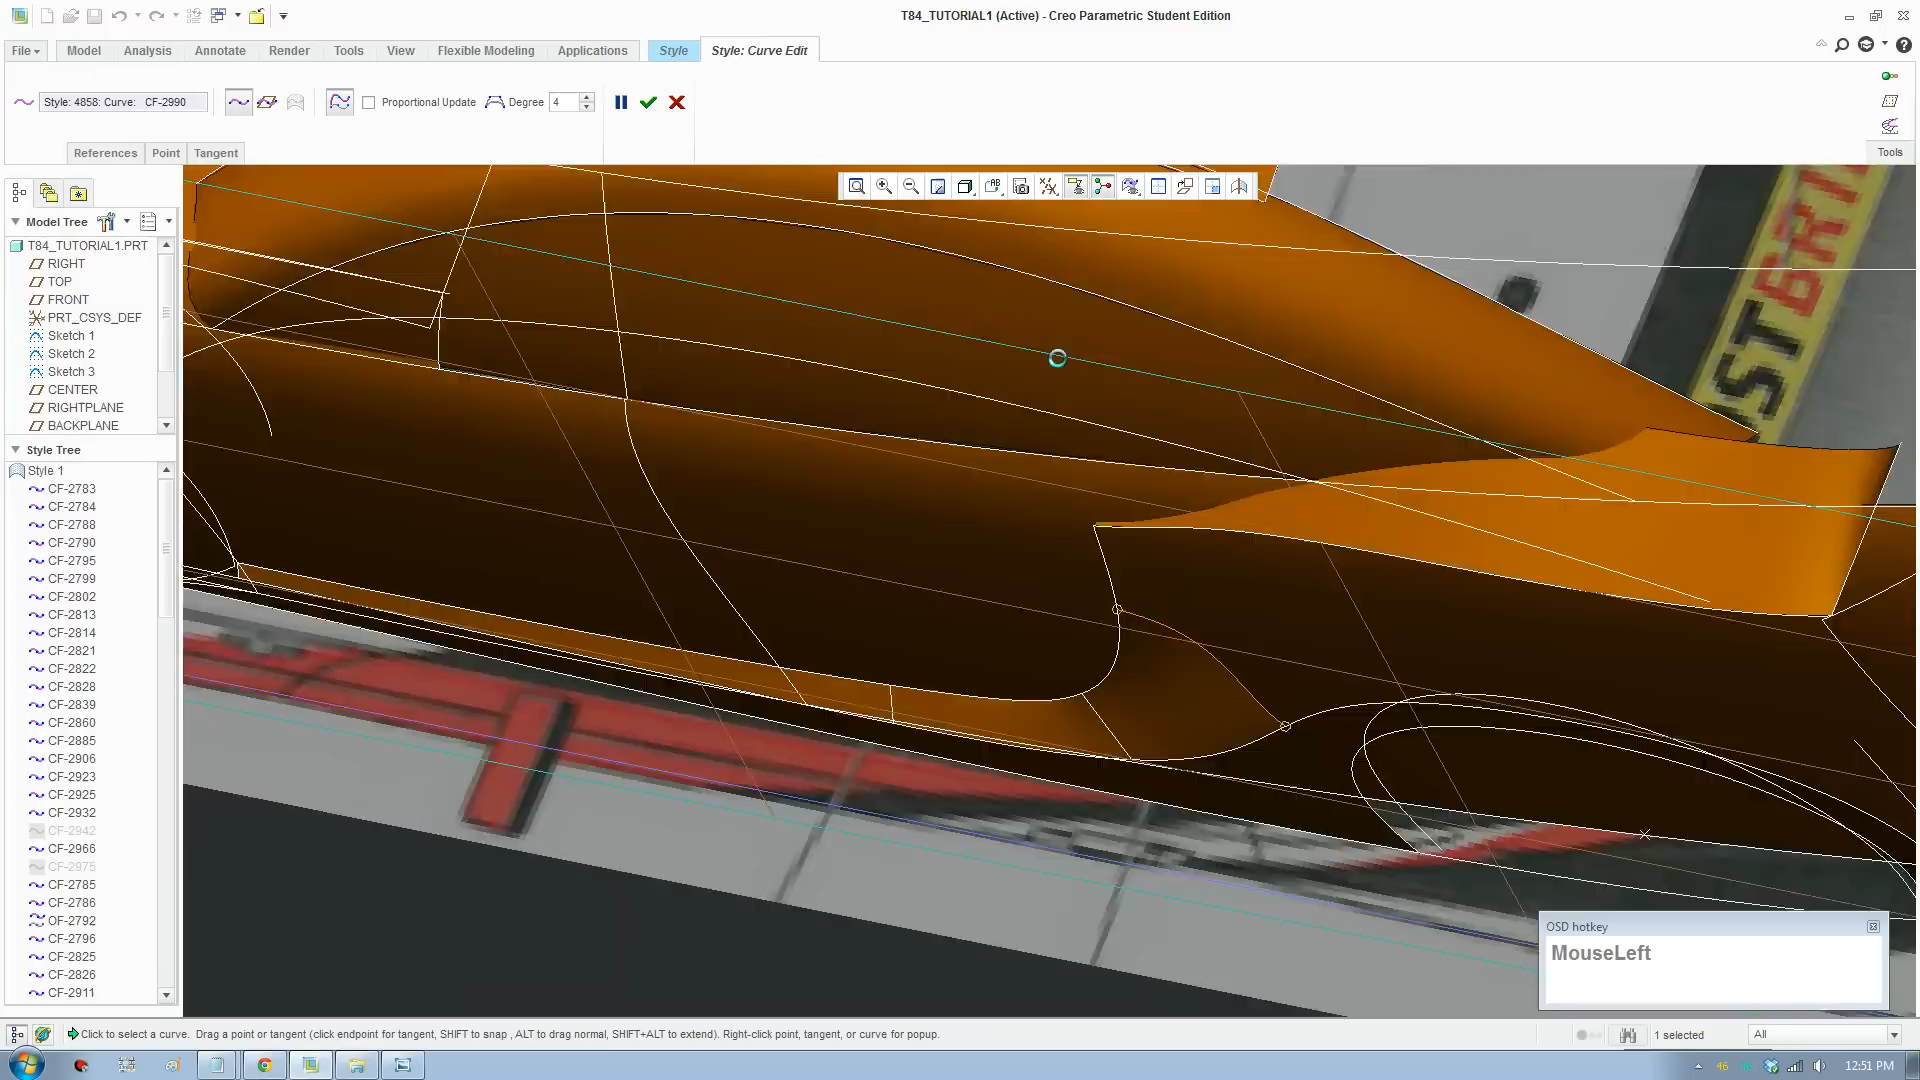 T84_TUTORIAL1 (Active) - Creo Parametric Student Edition
File
Model
Analysis
Annotate
Render
Tools
View
Flexible Modeling
Applications
Style
Style: Curve Edit
Style: 4858: Curve: CF-2990
Proportional Update
Degree
4
References
Point
Tangent
Tools
Model Tree
T84_TUTORIAL1.PRT
RIGHT
TOP
FRONT
PRT_CSYS_DEF
Sketch 1
Sketch 2
Sketch 3
CENTER
RIGHTPLANE
BACKPLANE
Style Tree
Style 1
CF-2783
CF-2784
CF-2788
CF-2790
CF-2795
CF-2799
CF-2802
CF-2813
CF-2814
CF-2821
CF-2822
CF-2828
CF-2839
CF-2860
CF-2885
CF-2906
CF-2923
CF-2925
CF-2932
CF-2942
CF-2966
CF-2975
CF-2785
CF-2786
OF-2792
CF-2796
CF-2825
CF-2826
CF-2911
OSD hotkey
MouseLeft
Click to select a curve. Drag a point or tangent (click endpoint for tangent, SHIFT to snap , ALT to drag normal, SHIFT+ALT to extend). Right-click point, tangent, or curve for popup.
1 selected
All
46
12:51 PM